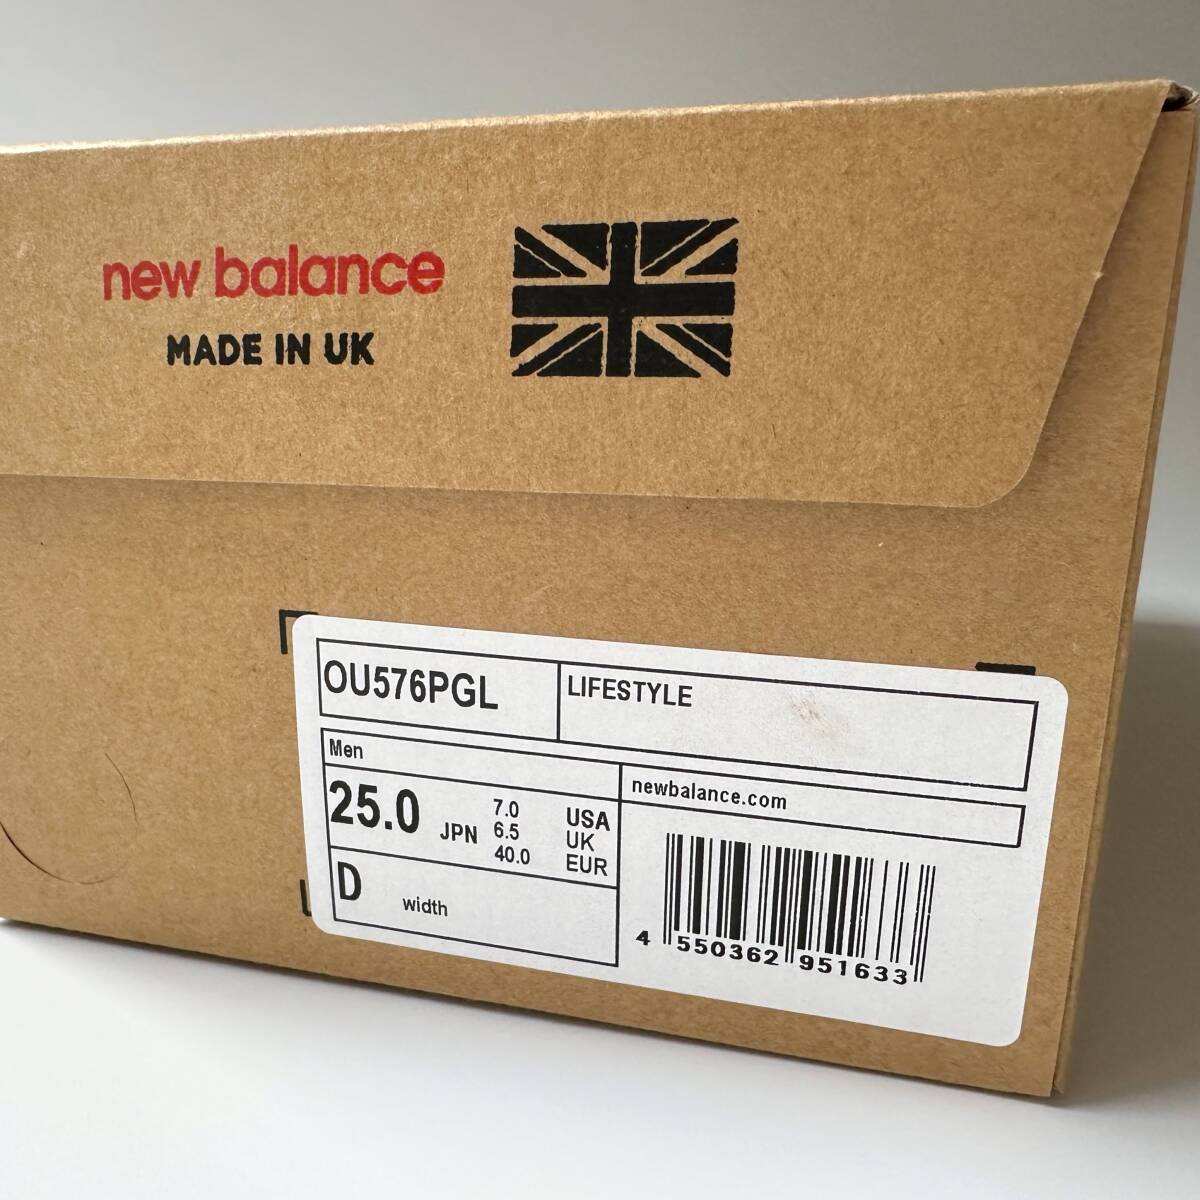 new balance
MADE IN UK
OU576PGL
LIFESTYLE
Men
25.0 JPN
7.0 USA
6.5 UK
40.0 EUR
D width
newbalance.com
4 550362 951633